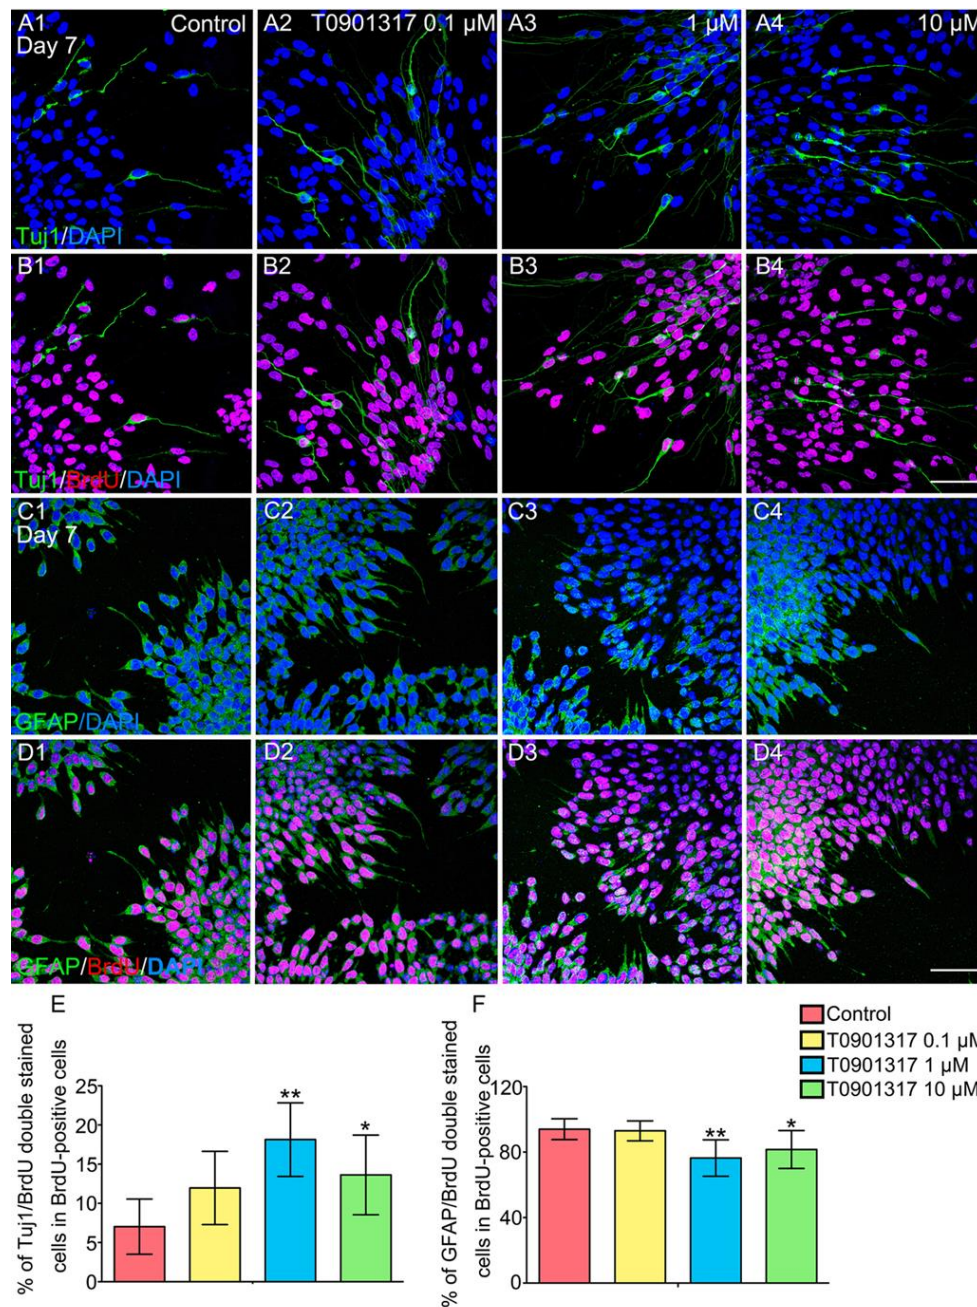 A1 Control
Day 7
A2 T0901317 0.1 µM
A3 1 µM
A4 10 µM
Tuj1/DAPI
B1
B2
B3
B4
Tuj1/BrdU/DAPI
C1
Day 7
C2
C3
C4
GFAP/DAPI
D1
D2
D3
D4
GFAP/BrdU/DAPI
E
% of Tuj1/BrdU double stained
cells in BrdU-positive cells
25
20
15
10
5
0
**
*
F
% of GFAP/BrdU double stained
cells in BrdU-positive cells
120
80
40
0
**
*
Control
T0901317 0.1 µM
T0901317 1 µM
T0901317 10 µM